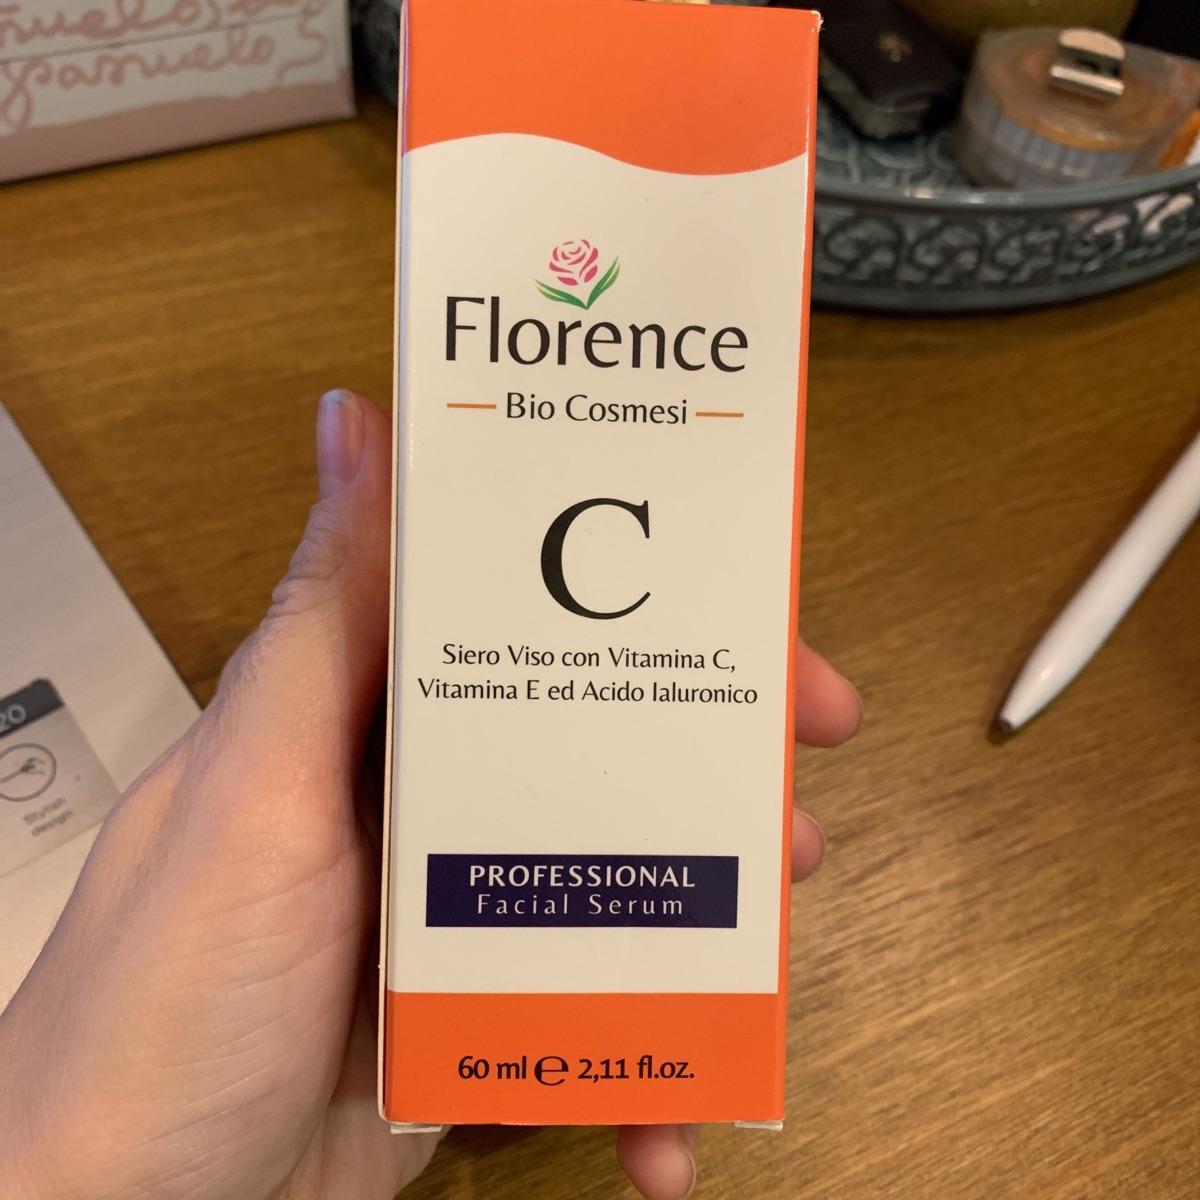 Florence
Bio Cosmesi
C
Siero Viso con Vitamina C,
Vitamina E ed Acido Ialuronico
PROFESSIONAL
Facial Serum
60 ml ℮ 2,11 fl.oz.
20
Stylish
design